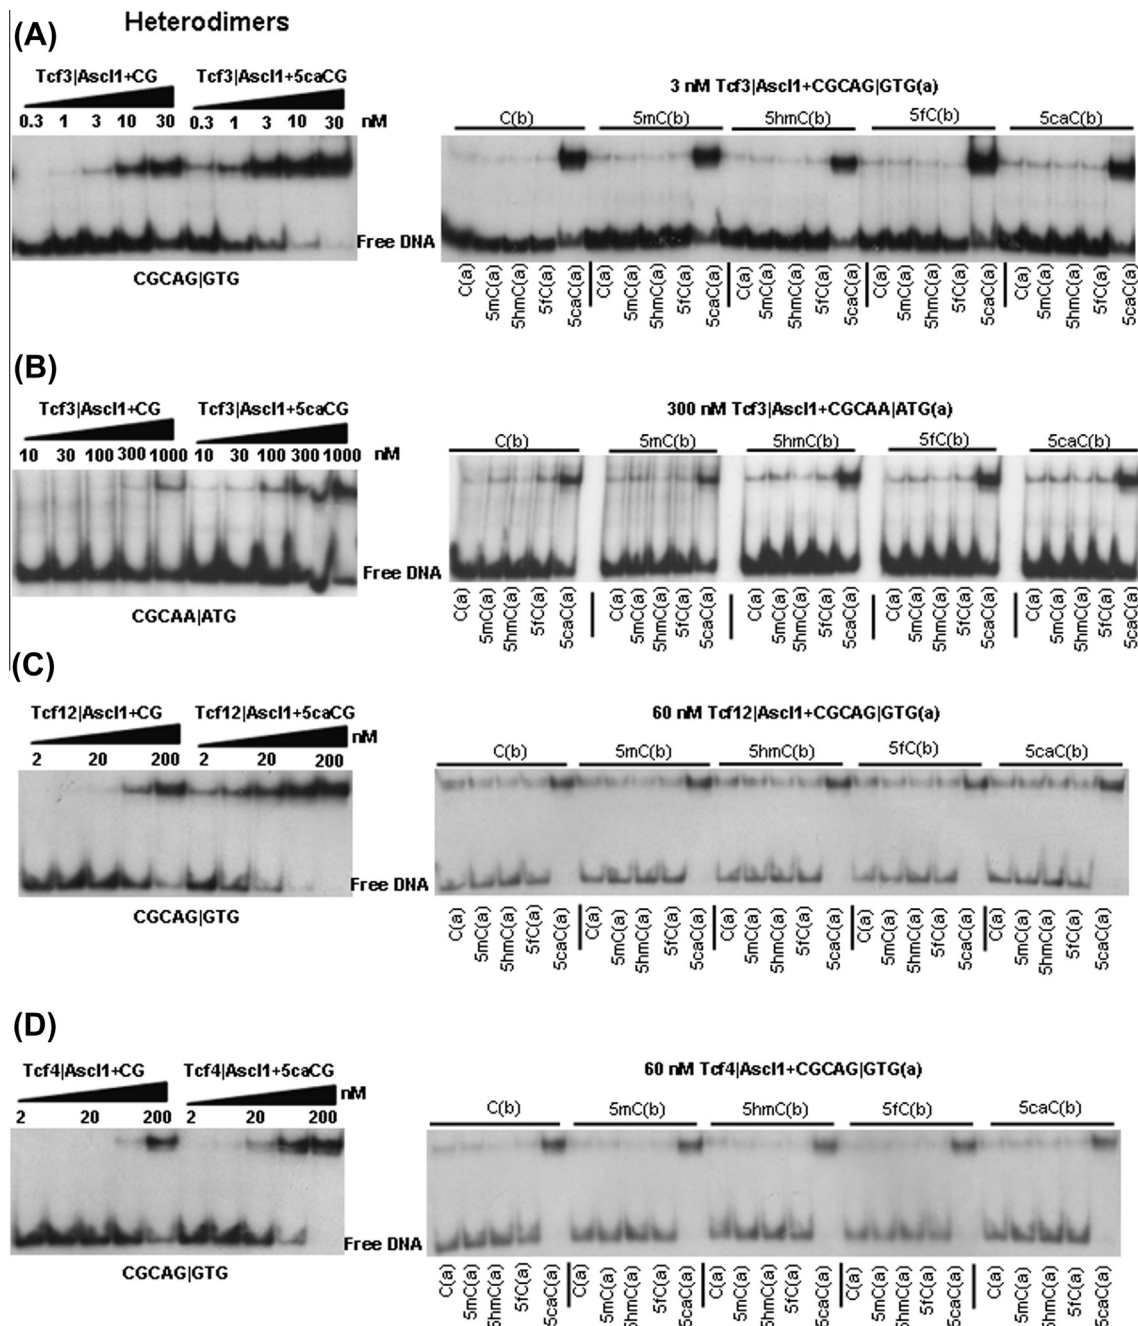 Heterodimers
(A)
Tcf3|Ascl1+CG Tcf3|Ascl1+5caCG
0.3 1 3 10 30 0.3 1 3 10 30 nM
Free DNA
CGCAG|GTG
3 nM Tcf3|Ascl1+CGCAG|GTG(a)
C(b) 5mC(b) 5hmC(b) 5fC(b) 5caC(b)
C(a) 5mC(a) 5hmC(a) 5fC(a) 5caC(a) C(a) 5mC(a) 5hmC(a) 5fC(a) 5caC(a) C(a) 5mC(a) 5hmC(a) 5fC(a) 5caC(a) C(a) 5mC(a) 5hmC(a) 5fC(a) 5caC(a) C(a) 5mC(a) 5hmC(a) 5fC(a) 5caC(a)
(B)
Tcf3|Ascl1+CG Tcf3|Ascl1+5caCG
10 30 100 300 1000 10 30 100 300 1000 nM
Free DNA
CGCAA|ATG
300 nM Tcf3|Ascl1+CGCAA|ATG(a)
C(b) 5mC(b) 5hmC(b) 5fC(b) 5caC(b)
C(a) 5mC(a) 5hmC(a) 5fC(a) 5caC(a) C(a) 5mC(a) 5hmC(a) 5fC(a) 5caC(a) C(a) 5mC(a) 5hmC(a) 5fC(a) 5caC(a) C(a) 5mC(a) 5hmC(a) 5fC(a) 5caC(a) C(a) 5mC(a) 5hmC(a) 5fC(a) 5caC(a)
(C)
Tcf12|Ascl1+CG Tcf12|Ascl1+5caCG
2 20 200 2 20 200 nM
Free DNA
CGCAG|GTG
60 nM Tcf12|Ascl1+CGCAG|GTG(a)
C(b) 5mC(b) 5hmC(b) 5fC(b) 5caC(b)
C(a) 5mC(a) 5hmC(a) 5fC(a) 5caC(a) C(a) 5mC(a) 5hmC(a) 5fC(a) 5caC(a) C(a) 5mC(a) 5hmC(a) 5fC(a) 5caC(a) C(a) 5mC(a) 5hmC(a) 5fC(a) 5caC(a) C(a) 5mC(a) 5hmC(a) 5fC(a) 5caC(a)
(D)
Tcf4|Ascl1+CG Tcf4|Ascl1+5caCG
2 20 200 2 20 200 nM
Free DNA
CGCAG|GTG
60 nM Tcf4|Ascl1+CGCAG|GTG(a)
C(b) 5mC(b) 5hmC(b) 5fC(b) 5caC(b)
C(a) 5mC(a) 5hmC(a) 5fC(a) 5caC(a) C(a) 5mC(a) 5hmC(a) 5fC(a) 5caC(a) C(a) 5mC(a) 5hmC(a) 5fC(a) 5caC(a) C(a) 5mC(a) 5hmC(a) 5fC(a) 5caC(a) C(a) 5mC(a) 5hmC(a) 5fC(a) 5caC(a)